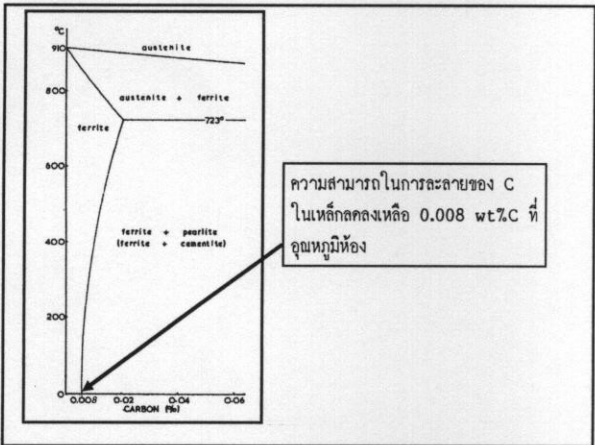 °C
910
austenite
800
austenite + ferrite
723°
ferrite
600
ความสามารถในการละลายของ C
ในเหล็กลดลงเหลือ 0.008 wt%C ที่
อุณหภูมิห้อง
ferrite + pearlite
(ferrite + cementite)
400
200
0
0.008 0.02 0.04 0.06
CARBON (%)